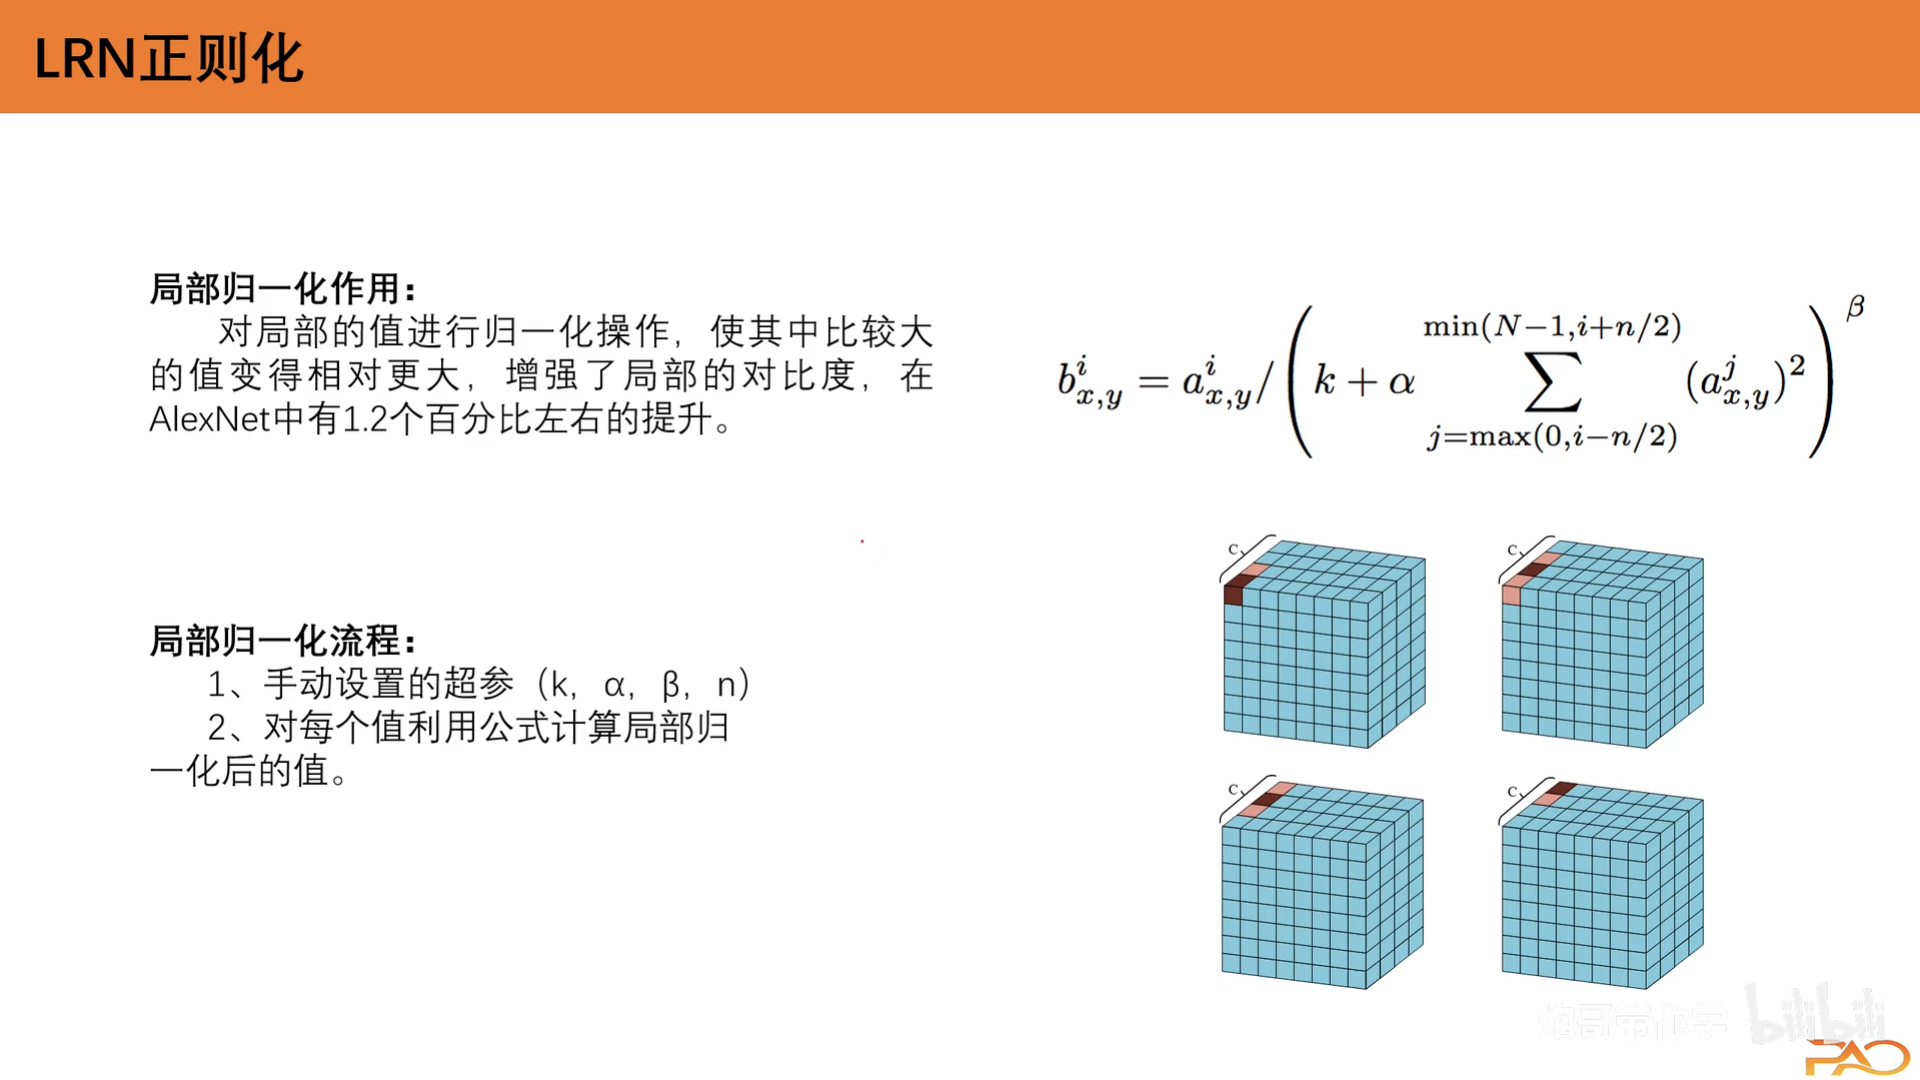 LRN正则化
局部归一化作用：
对局部的值进行归一化操作，使其中比较大
的值变得相对更大，增强了局部的对比度，在
AlexNet中有1.2个百分比左右的提升。
b^i_{x,y} = a^i_{x,y} / ( k + α ∑_{j=max(0,i−n/2)}^{min(N−1,i+n/2)} (a^j_{x,y})^2 )^β
局部归一化流程：
1、手动设置的超参（k，α，β，n）
2、对每个值利用公式计算局部归
一化后的值。
C
C
C
C
炮哥带你学
bilibili
PAO